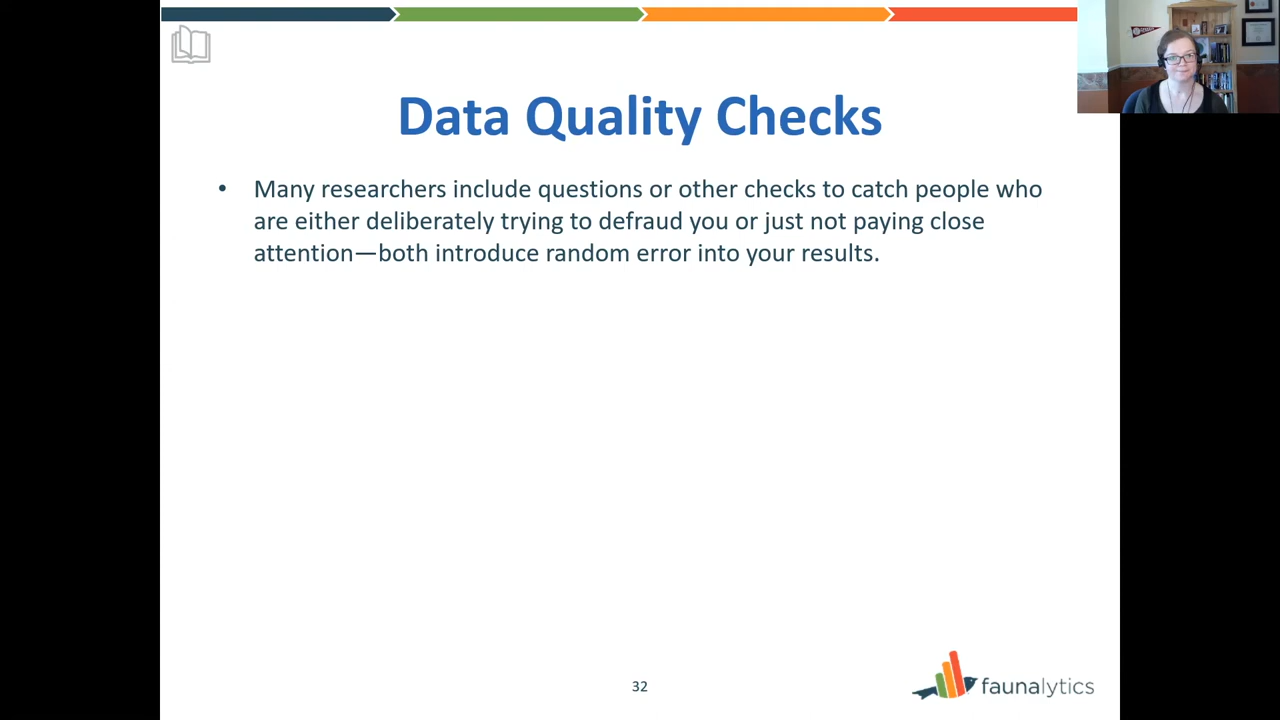 Data Quality Checks
• Many researchers include questions or other checks to catch people who
are either deliberately trying to defraud you or just not paying close
attention—both introduce random error into your results.
32
faunalytics